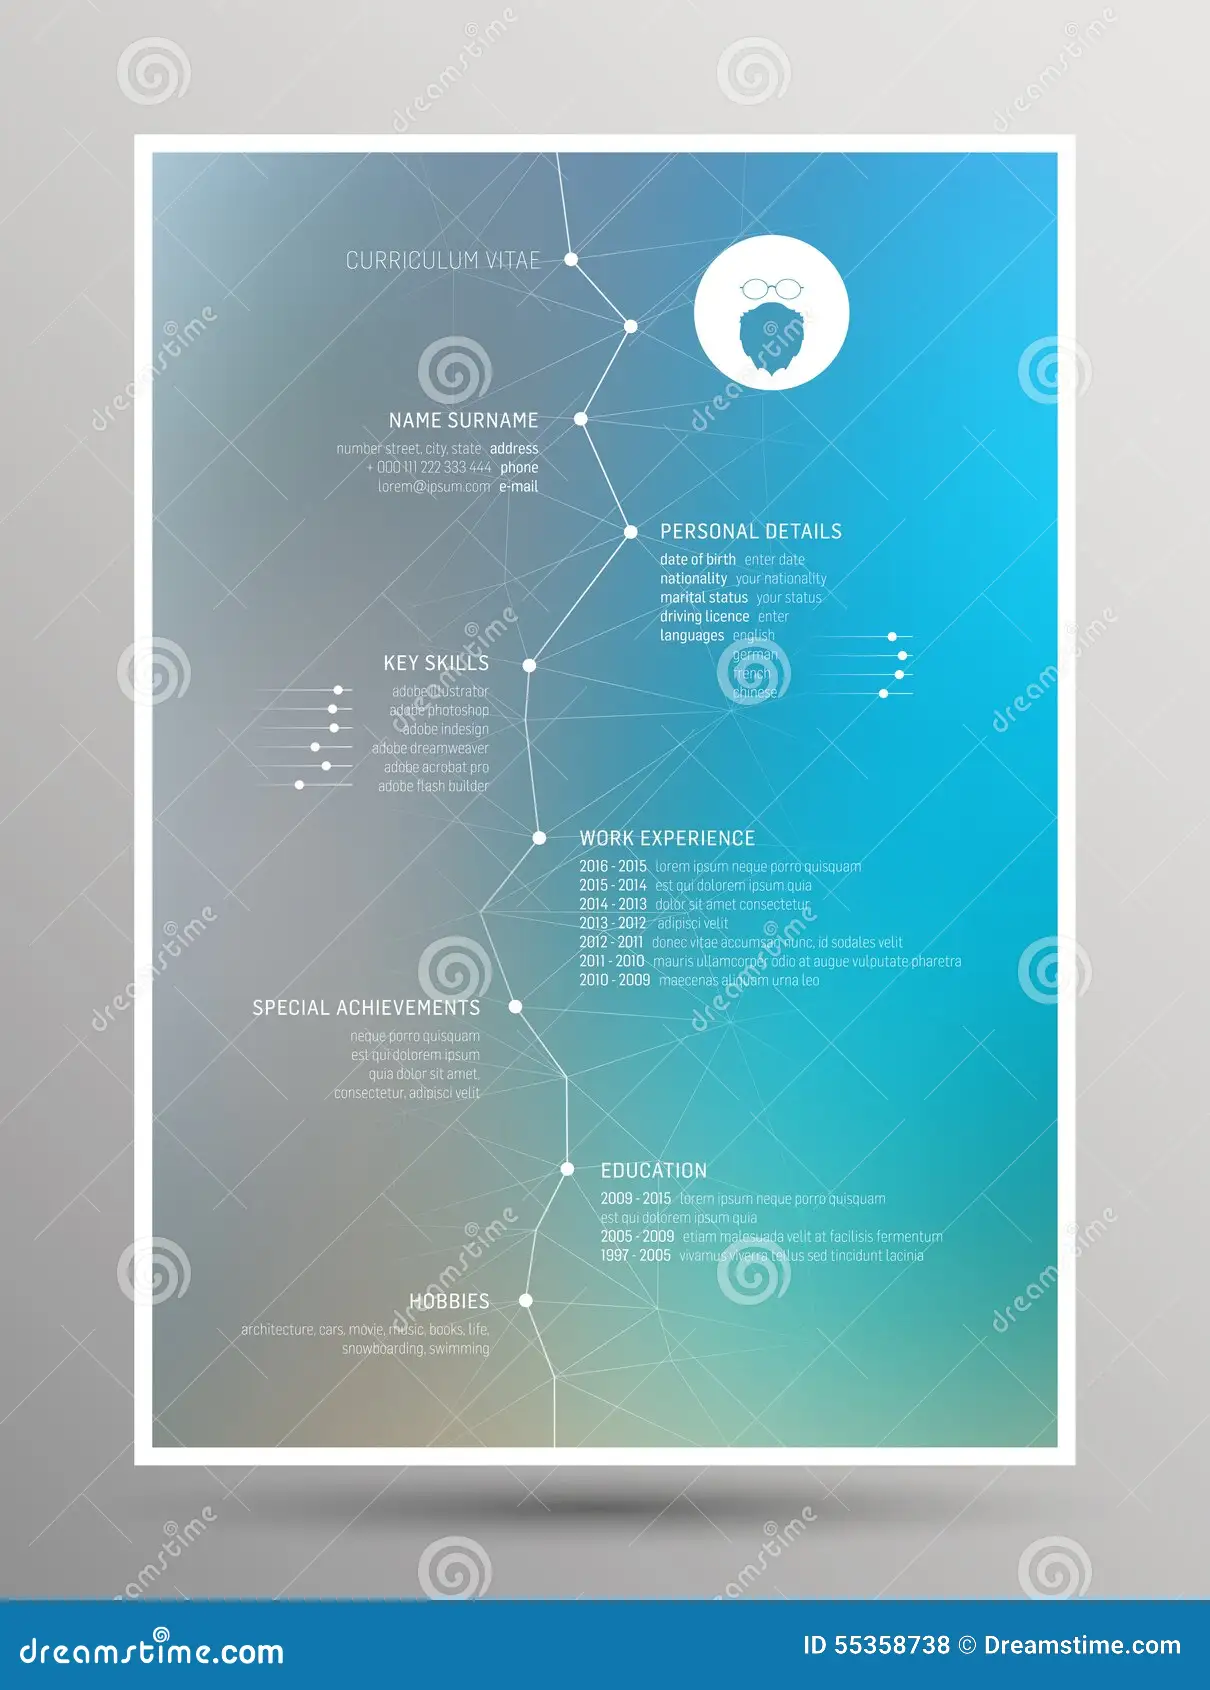 CURRICULUM VITAE
NAME SURNAME
number street, city, state address
+ 000 111 222 333 444 phone
lorem@ipsum.com e-mail
PERSONAL DETAILS
date of birth enter date
nationality your nationality
marital status your status
driving licence enter
languages english
german
french
chinese
KEY SKILLS
adobe illustrator
adobe photoshop
adobe indesign
adobe dreamweaver
adobe acrobat pro
adobe flash builder
WORK EXPERIENCE
2016 - 2015 lorem ipsum neque porro quisquam
2015 - 2014 est qui dolorem ipsum quia
2014 - 2013 dolor sit amet consectetur,
2013 - 2012 adipisci velit
2012 - 2011 donec vitae accumsan nunc, id sodales velit
2011 - 2010 mauris ullamcorper odio at augue vulputate pharetra
2010 - 2009 maecenas aliquam urna leo
SPECIAL ACHIEVEMENTS
neque porro quisquam
est qui dolorem ipsum
quia dolor sit amet,
consectetur, adipisci velit
EDUCATION
2009 - 2015 lorem ipsum neque porro quisquam
est qui dolorem ipsum quia
2005 - 2009 etiam malesuada velit at facilisis fermentum
1997 - 2005 vivamus viverra tellus sed tincidunt lacinia
HOBBIES
architecture, cars, movie, music, books, life,
snowboarding, swimming
dreamstime.com
ID 55358738 © Dreamstime.com